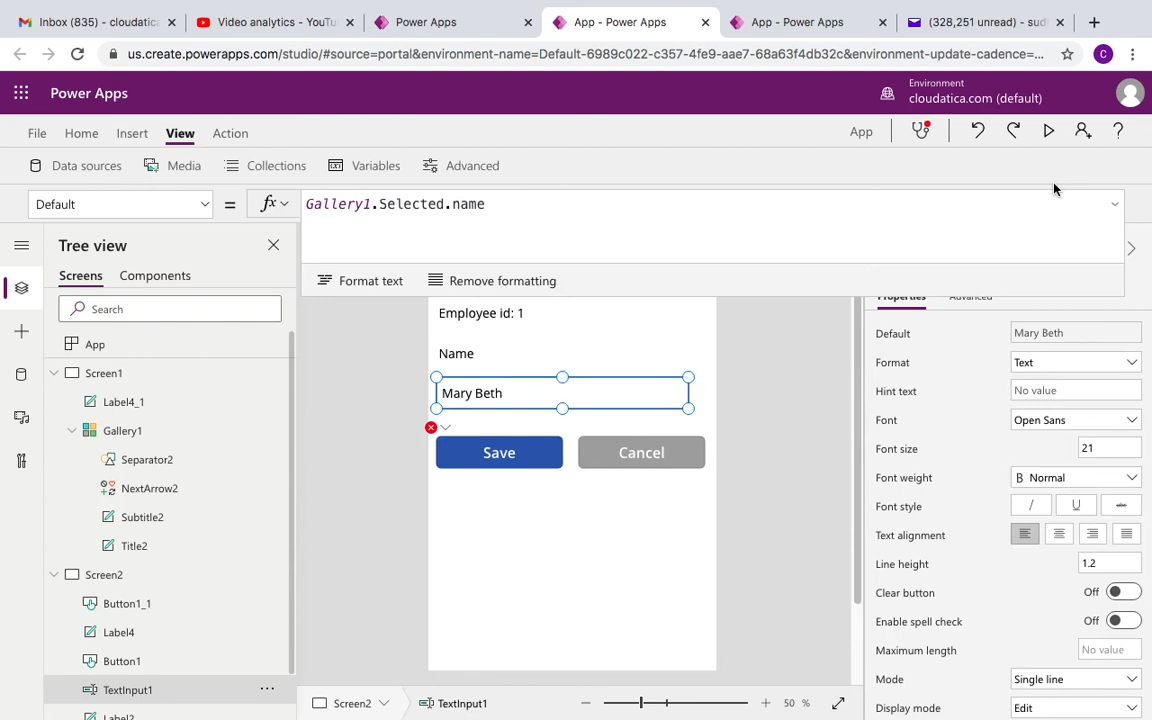 Inbox (835) - cloudatica
Video analytics - YouTu
Power Apps
App - Power Apps
App - Power Apps
(328,251 unread) - sud
us.create.powerapps.com/studio/#source=portal&environment-name=Default-6989c022-c357-4fe9-aae7-68a63f4db32c&environment-update-cadence=...
C
Power Apps
Environment
cloudatica.com (default)
File Home Insert View Action
App
Data sources Media Collections Variables Advanced
Default
=
fx
Gallery1.Selected.name
Format text Remove formatting
Tree view
Screens Components
Search
App
Screen1
Label4_1
Gallery1
Separator2
NextArrow2
Subtitle2
Title2
Screen2
Button1_1
Label4
Button1
TextInput1 ...
Label2
Employee id: 1
Name
Mary Beth
Save Cancel
Screen2 TextInput1
50 %
Properties Advanced
Default Mary Beth
Format Text
Hint text No value
Font Open Sans
Font size 21
Font weight B Normal
Font style / U abc
Text alignment
Line height 1.2
Clear button Off
Enable spell check Off
Maximum length No value
Mode Single line
Display mode Edit